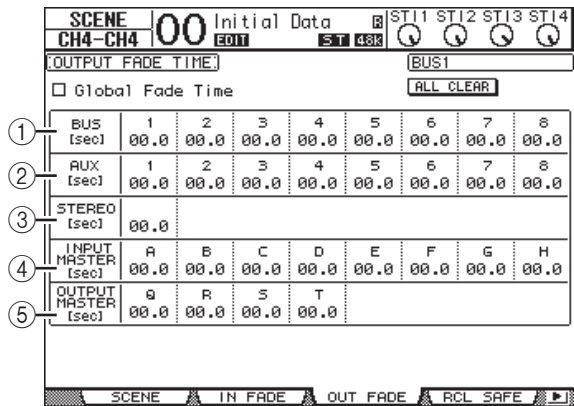 SCENE 00 Initial Data R ST1 ST2 ST3 ST4
CH4-CH4 EDIT ST 48k
OUTPUT FADE TIME BUS1
Global Fade Time ALL CLEAR
① BUS [sec] 1 2 3 4 5 6 7 8
00.0 00.0 00.0 00.0 00.0 00.0 00.0 00.0
② AUX [sec] 1 2 3 4 5 6 7 8
00.0 00.0 00.0 00.0 00.0 00.0 00.0 00.0
③ STEREO [sec] 00.0
④ INPUT MASTER [sec] A B C D E F G H
00.0 00.0 00.0 00.0 00.0 00.0 00.0 00.0
⑤ OUTPUT MASTER [sec] Q R S T
00.0 00.0 00.0 00.0
SCENE IN FADE OUT FADE RCL SAFE